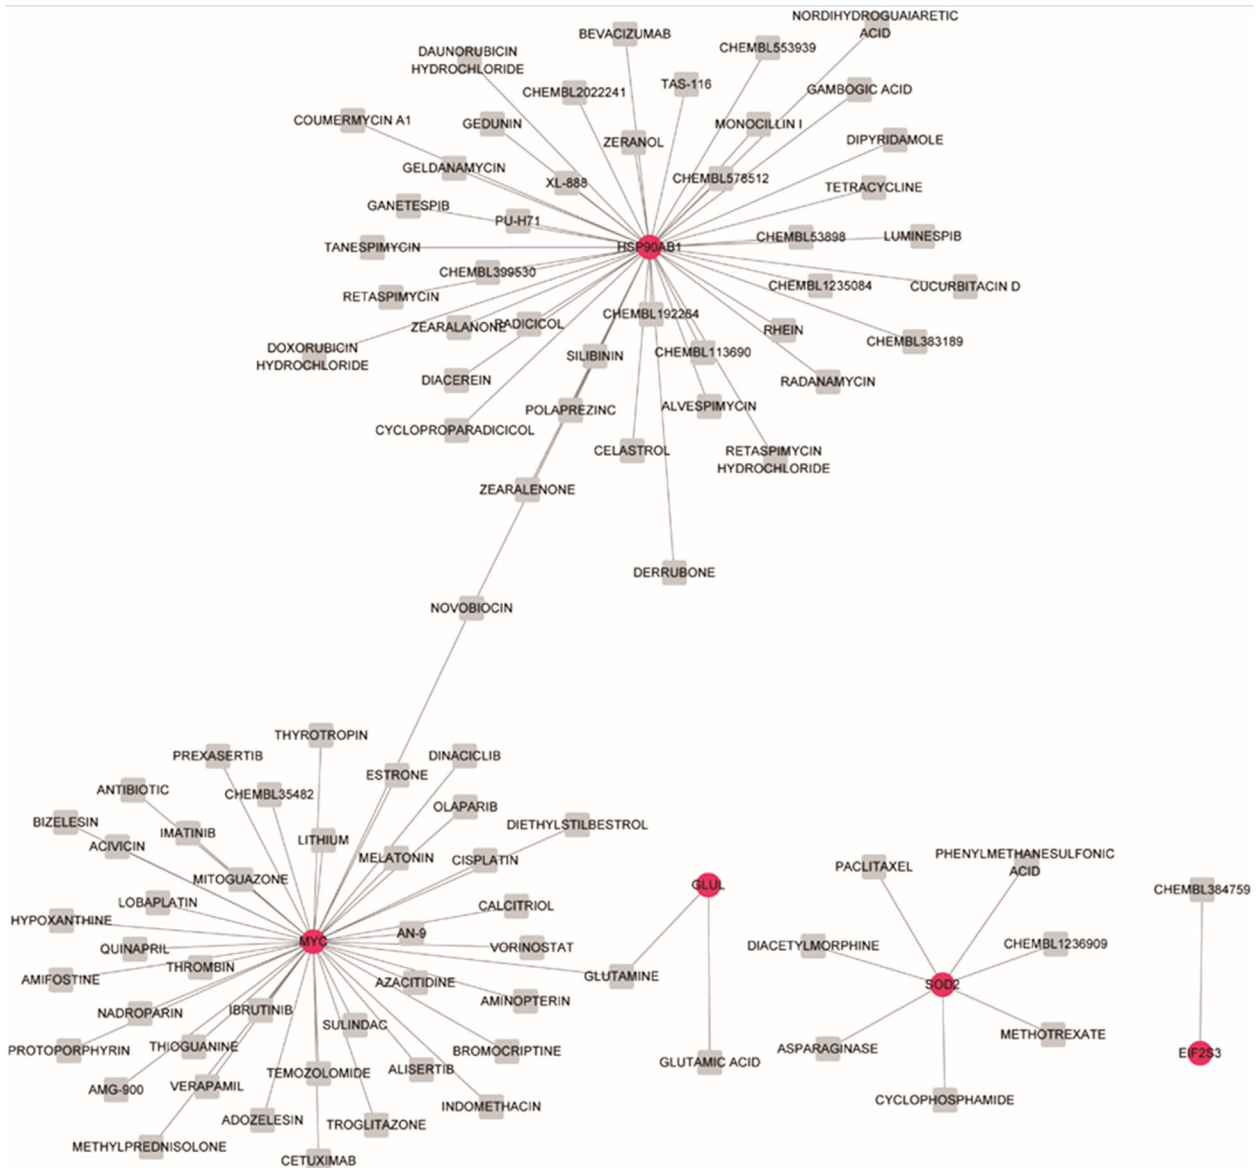 NORDIHYDROGUAIARETIC
ACID
BEVACIZUMAB
CHEMBL553939
DAUNORUBICIN
HYDROCHLORIDE
TAS-116
CHEMBL2022241
GAMBOGIC ACID
COUMERMYCIN A1
GEDUNIN
MONOCILLIN I
ZERANOL
DIPYRIDAMOLE
GELDANAMYCIN
XL-888
CHEMBL578512
TETRACYCLINE
GANETESPIB
PU-H71
CHEMBL53898
LUMINESPIB
TANESPIMYCIN
HSP90AB1
CHEMBL399530
CHEMBL1235084
CUCURBITACIN D
RETASPIMYCIN
CHEMBL192264
ZEARALANONE
RADICICOL
RHEIN
CHEMBL383189
DOXORUBICIN
HYDROCHLORIDE
SILIBININ
CHEMBL113690
DIACEREIN
RADANAMYCIN
POLAPREZINC
ALVESPIMYCIN
CYCLOPROPARADICICOL
CELASTROL
RETASPIMYCIN
HYDROCHLORIDE
ZEARALENONE
DERRUBONE
NOVOBIOCIN
THYROTROPIN
PREXASERTIB
DINACICLIB
ESTRONE
ANTIBIOTIC
CHEMBL35482
OLAPARIB
BIZELESIN
IMATINIB
LITHIUM
DIETHYLSTILBESTROL
ACIVICIN
MELATONIN
CISPLATIN
PHENYLMETHANESULFONIC
ACID
PACLITAXEL
MITOGUAZONE
GLUL
CHEMBL384759
LOBAPLATIN
CALCITRIOL
HYPOXANTHINE
AN-9
MYC
QUINAPRIL
VORINOSTAT
DIACETYLMORPHINE
CHEMBL1236909
THROMBIN
AMIFOSTINE
GLUTAMINE
AZACITIDINE
SOD2
AMINOPTERIN
NADROPARIN
IBRUTINIB
SULINDAC
METHOTREXATE
PROTOPORPHYRIN
THIOGUANINE
BROMOCRIPTINE
ASPARAGINASE
EIF2S3
GLUTAMIC ACID
TEMOZOLOMIDE
ALISERTIB
AMG-900
VERAPAMIL
CYCLOPHOSPHAMIDE
INDOMETHACIN
ADOZELESIN
TROGLITAZONE
METHYLPREDNISOLONE
CETUXIMAB